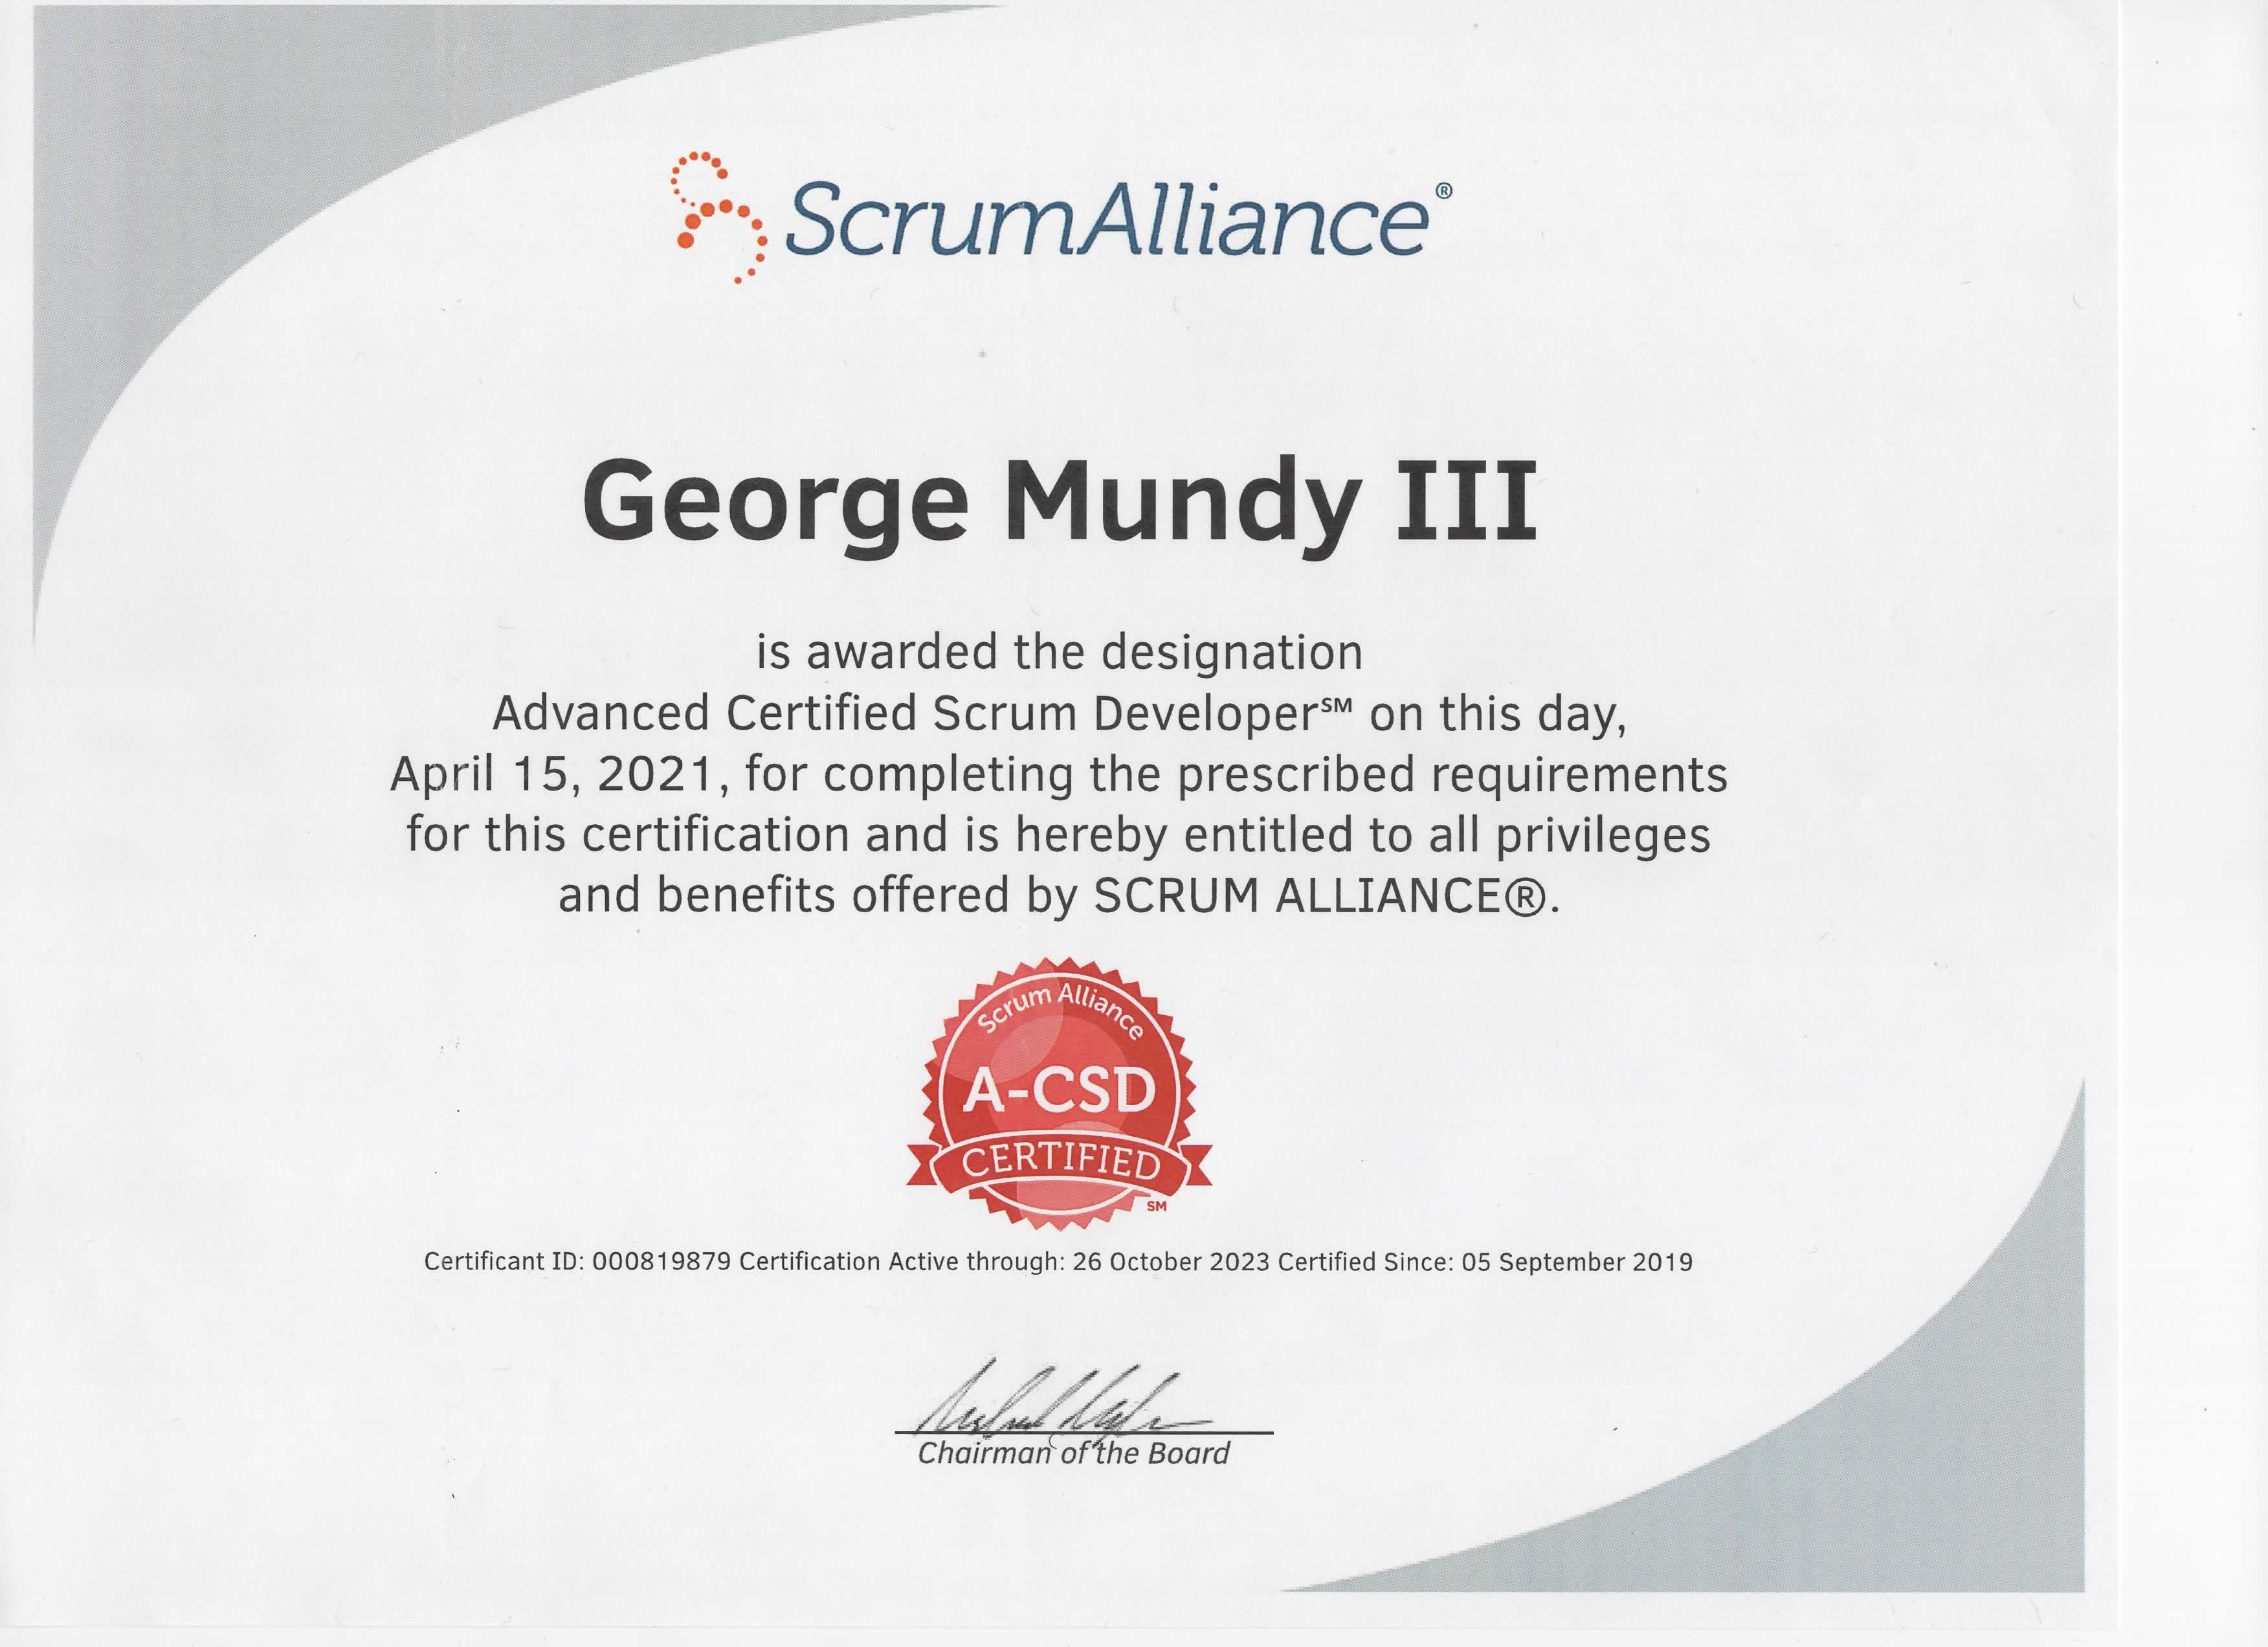 ScrumAlliance®
George Mundy III
is awarded the designation
Advanced Certified Scrum Developer℠ on this day,
April 15, 2021, for completing the prescribed requirements
for this certification and is hereby entitled to all privileges
and benefits offered by SCRUM ALLIANCE®.
Scrum Alliance
A-CSD
CERTIFIED
SM
Certificant ID: 000819879 Certification Active through: 26 October 2023 Certified Since: 05 September 2019
Chairman of the Board